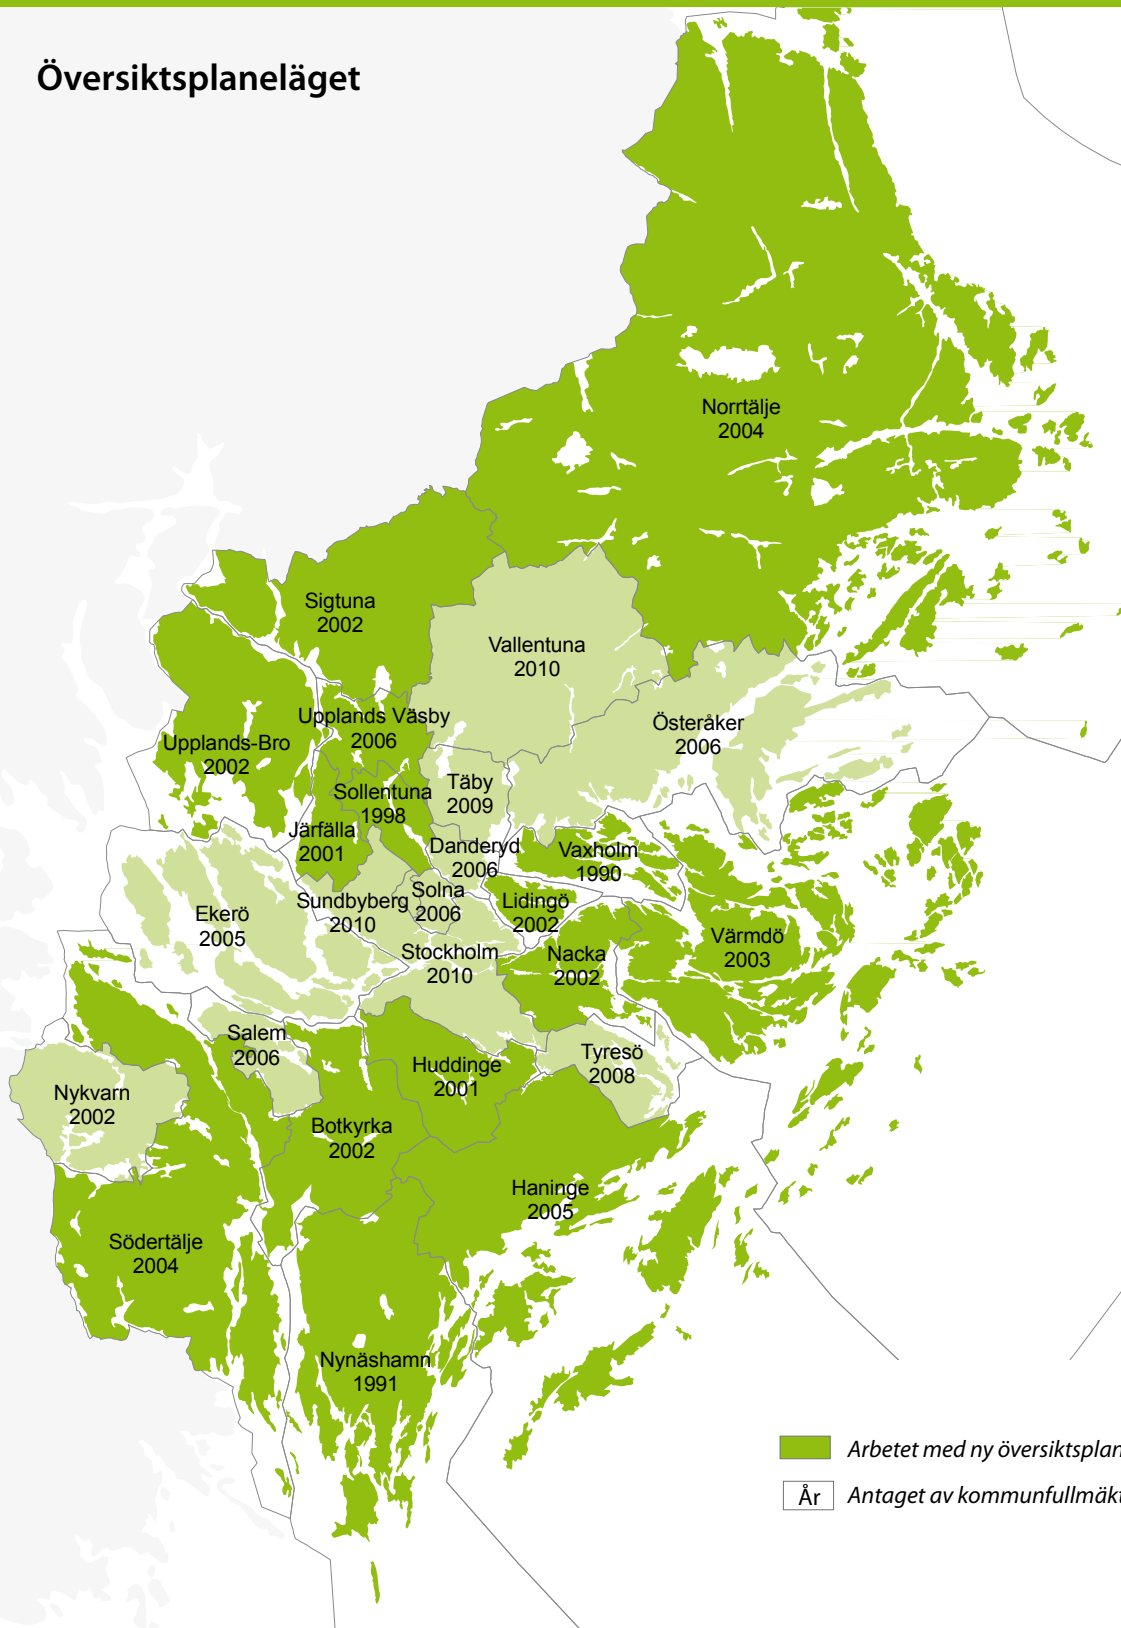 Översiktsplaneläget
Norrtälje
2004
Sigtuna
2002
Vallentuna
2010
Upplands Väsby
2006
Österåker
2006
Upplands-Bro
2002
Täby
2009
Sollentuna
1998
Järfälla
2001
Danderyd
2006
Vaxholm
1990
Solna
2006
Sundbyberg
2010
Lidingö
2002
Ekerö
2005
Värmdö
2003
Stockholm
2010
Nacka
2002
Salem
2006
Tyresö
2008
Huddinge
2001
Nykvarn
2002
Botkyrka
2002
Haninge
2005
Södertälje
2004
Nynäshamn
1991
Arbetet med ny översiktsplan
År Antaget av kommunfullmäkt